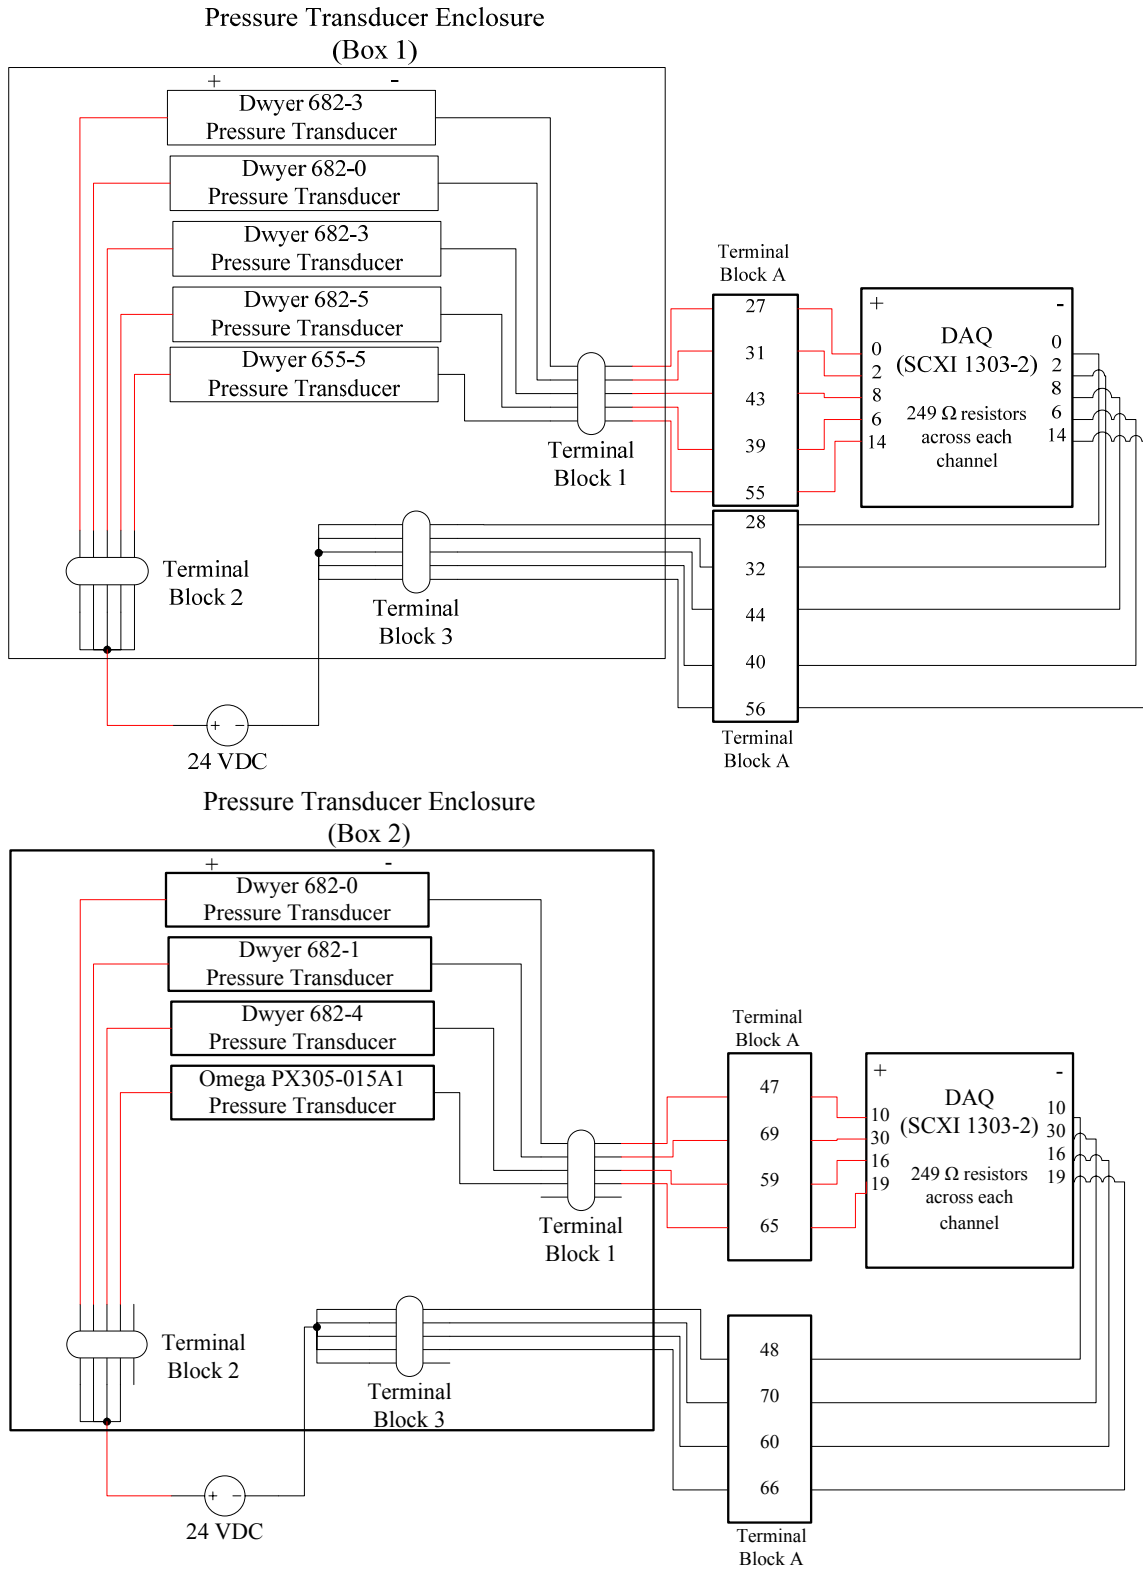 Pressure Transducer Enclosure
(Box 1)
+ -
Dwyer 682-3
Pressure Transducer
Dwyer 682-0
Pressure Transducer
Dwyer 682-3
Pressure Transducer
Dwyer 682-5
Pressure Transducer
Dwyer 655-5
Pressure Transducer
Terminal
Block 1
Terminal
Block 2
Terminal
Block 3
+ -
24 VDC
Terminal
Block A
27
31
43
39
55
28
32
44
40
56
Terminal
Block A
+ -
DAQ
(SCXI 1303-2)
249 Ω resistors
across each
channel
0
2
8
6
14
0
2
8
6
14
Pressure Transducer Enclosure
(Box 2)
+ -
Dwyer 682-0
Pressure Transducer
Dwyer 682-1
Pressure Transducer
Dwyer 682-4
Pressure Transducer
Omega PX305-015A1
Pressure Transducer
Terminal
Block 1
Terminal
Block 2
Terminal
Block 3
+ -
24 VDC
Terminal
Block A
47
69
59
65
48
70
60
66
Terminal
Block A
+ -
DAQ
(SCXI 1303-2)
249 Ω resistors
across each
channel
10
30
16
19
10
30
16
19